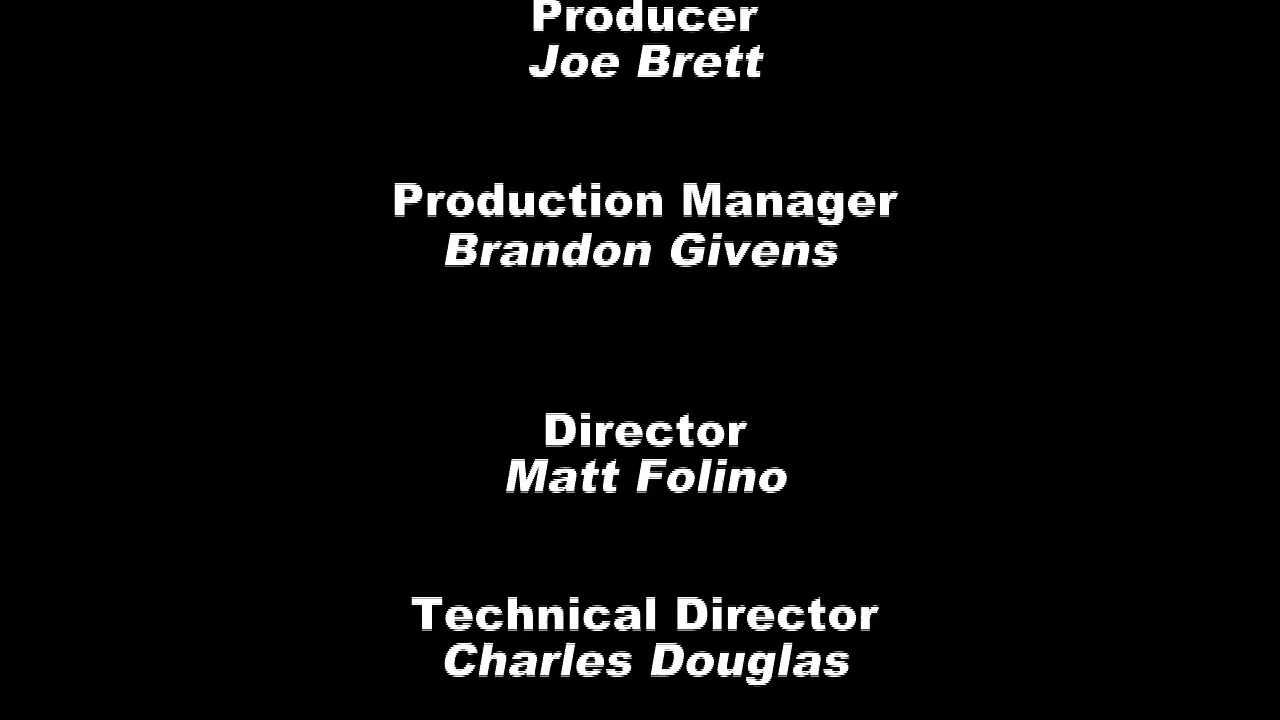 Producer
Joe Brett
Production Manager
Brandon Givens
Director
Matt Folino
Technical Director
Charles Douglas